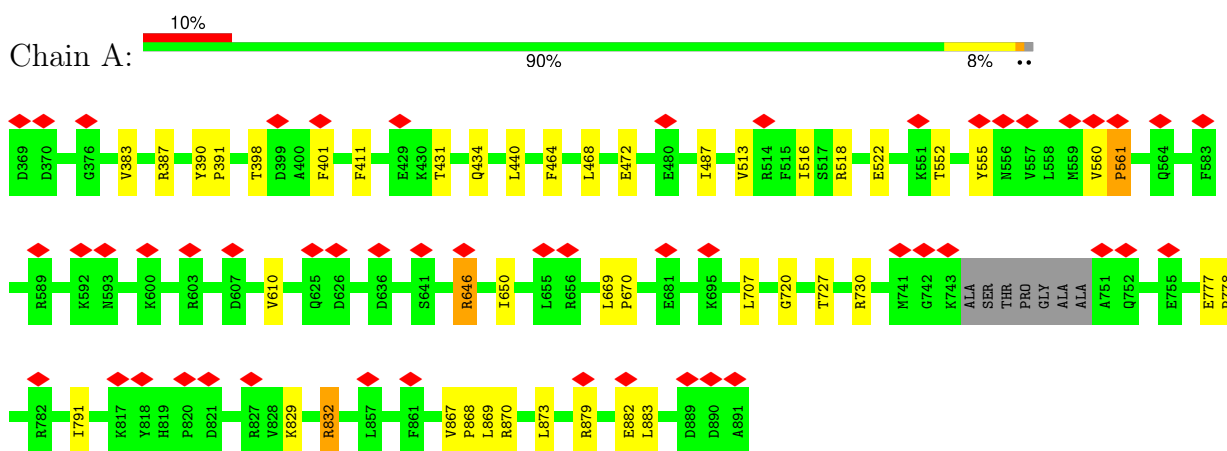 10%
Chain A:
90% 8% ••
D369 D370 G376 V383 R387 Y390 P391 T398 D399 A400 F401 F411 E429 K430 T431 Q434 L440 F464 L468 E472 E480 I487 V513 R514 F515 I516 S517 R518 E522 K551 T552 Y555 N556 V557 L558 M559 V560 P561 Q564 F583
R589 K592 N593 K600 R603 D607 V610 Q625 D626 D636 S641 R646 I650 L655 R656 L669 P670 E681 K695 L707 G720 T727 R730 M741 G742 K743 ALA SER THR PRO GLY ALA ALA A751 Q752 E755 E777
R782 I791 K817 Y818 H819 P820 D821 R827 V828 K829 R832 L857 F861 V867 P868 L869 R870 L873 R879 E882 L883 D889 D890 A891